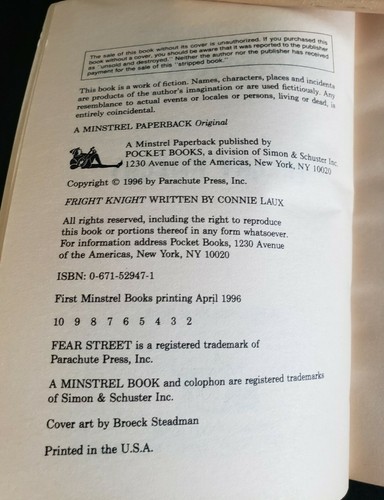 The sale of this book without its cover is unauthorized. If you purchased this
book without a cover, you should be aware that it was reported to the publisher
as "unsold and destroyed." Neither the author nor the publisher has received
payment for the sale of this "stripped book."
This book is a work of fiction. Names, characters, places and incidents
are products of the author's imagination or are used fictitiously. Any
resemblance to actual events or locales or persons, living or dead, is
entirely coincidental.
A MINSTREL PAPERBACK Original
A Minstrel Paperback published by
POCKET BOOKS, a division of Simon & Schuster Inc.
1230 Avenue of the Americas, New York, NY 10020
Copyright © 1996 by Parachute Press, Inc.
FRIGHT KNIGHT WRITTEN BY CONNIE LAUX
All rights reserved, including the right to reproduce
this book or portions thereof in any form whatsoever.
For information address Pocket Books, 1230 Avenue
of the Americas, New York, NY 10020
ISBN: 0-671-52947-1
First Minstrel Books printing April 1996
10 9 8 7 6 5 4 3 2
FEAR STREET is a registered trademark of
Parachute Press, Inc.
A MINSTREL BOOK and colophon are registered trademarks
of Simon & Schuster Inc.
Cover art by Broeck Steadman
Printed in the U.S.A.